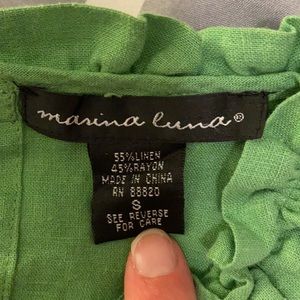 marina luna®
55%LINEN
45%RAYON
MADE IN CHINA
RN 88820
S
SEE REVERSE
FOR CARE